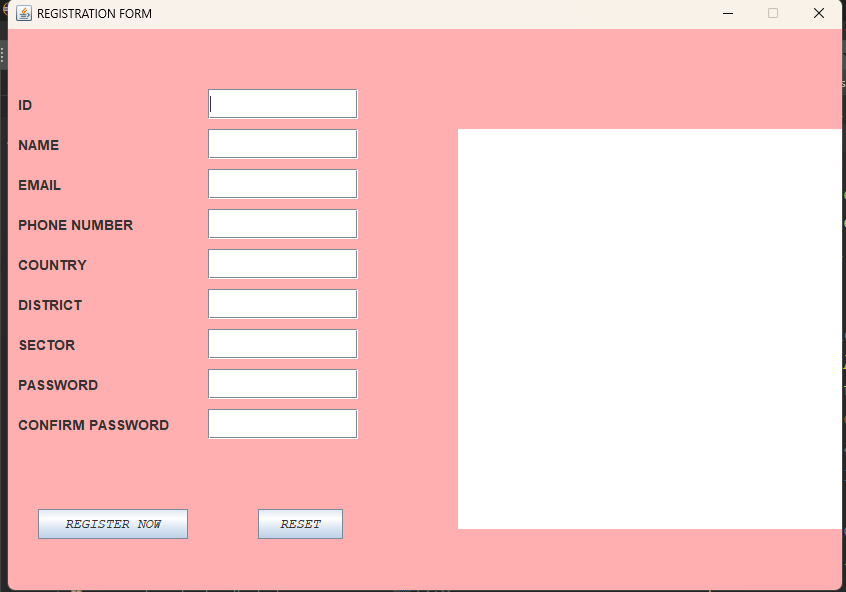 REGISTRATION FORM
ID
NAME
EMAIL
PHONE NUMBER
COUNTRY
DISTRICT
SECTOR
PASSWORD
CONFIRM PASSWORD
REGISTER NOW
RESET